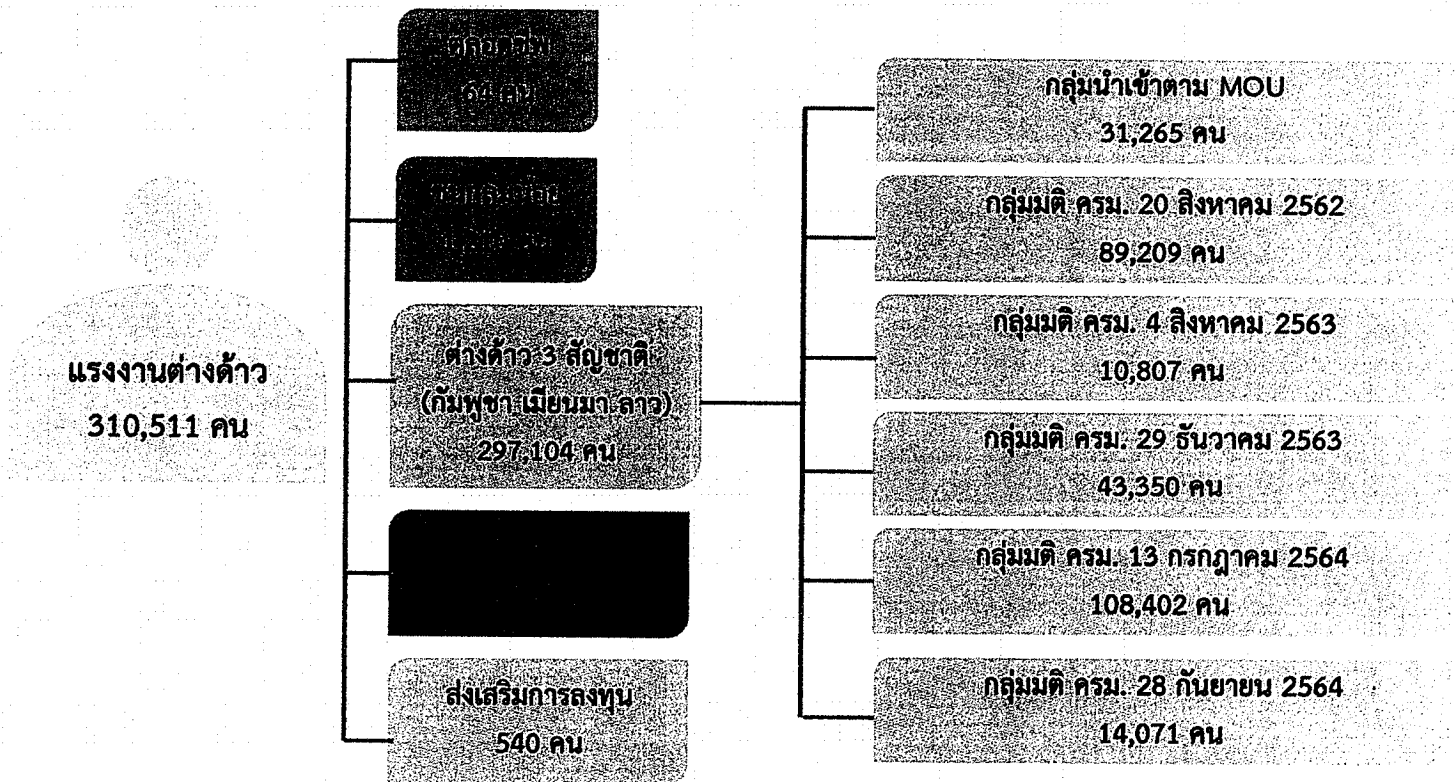 แรงงานต่างด้าว
310,511 คน
ตลอดชีพ
64 คน
ต่างด้าว 3 สัญชาติ
(กัมพูชา เมียนมา ลาว)
297,104 คน
ส่งเสริมการลงทุน
540 คน
กลุ่มนำเข้าตาม MOU
31,265 คน
กลุ่มมติ ครม. 20 สิงหาคม 2562
89,209 คน
กลุ่มมติ ครม. 4 สิงหาคม 2563
10,807 คน
กลุ่มมติ ครม. 29 ธันวาคม 2563
43,350 คน
กลุ่มมติ ครม. 13 กรกฎาคม 2564
108,402 คน
กลุ่มมติ ครม. 28 กันยายน 2564
14,071 คน